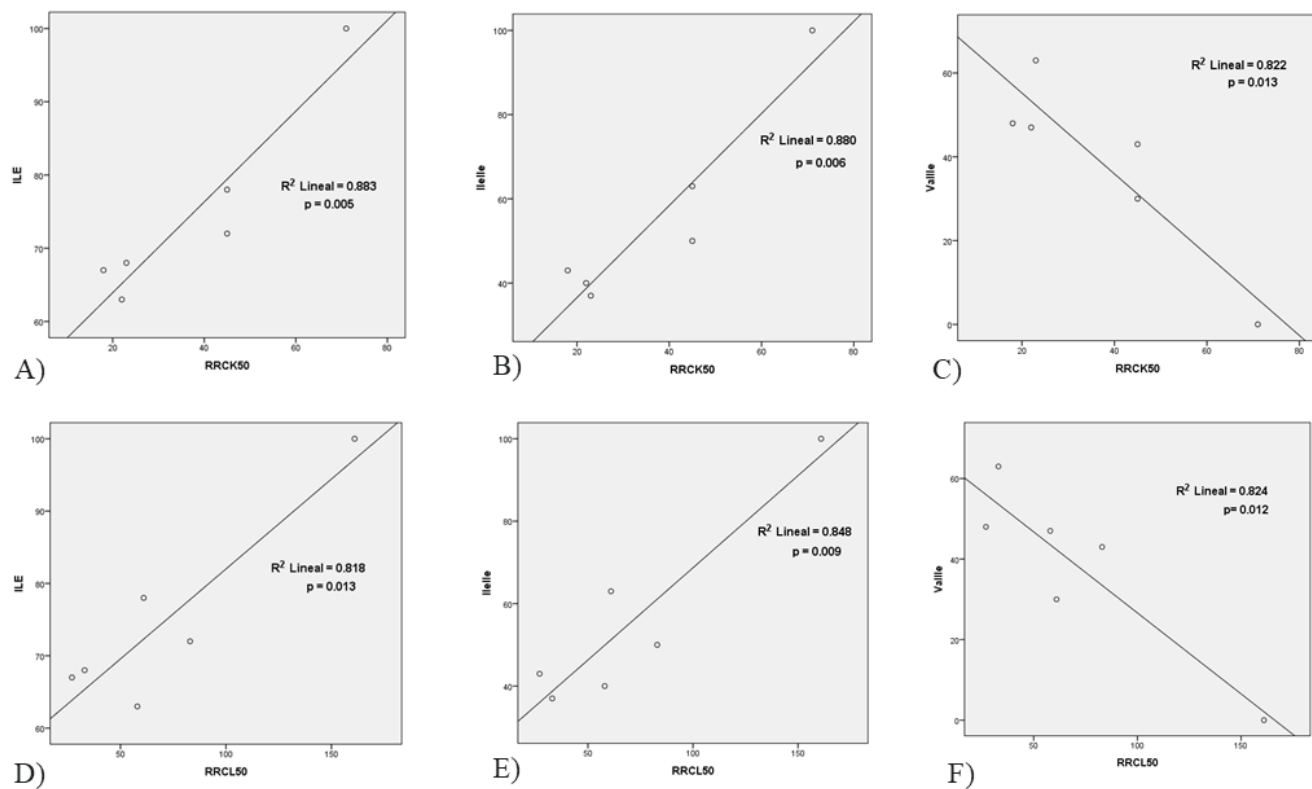 100
90
80
70
60
ILE
R² Lineal = 0.883
p = 0.005
20 40 60 80
RRCK50
A)
100
80
60
40
IleIle
R² Lineal = 0.880
p = 0.006
20 40 60 80
RRCK50
B)
60
40
20
0
ValIle
R² Lineal = 0.822
p = 0.013
20 40 60 80
RRCK50
C)
100
90
80
70
60
ILE
R² Lineal = 0.818
p = 0.013
50 100 150
RRCL50
D)
100
80
60
40
IleIle
R² Lineal = 0.848
p = 0.009
50 100 150
RRCL50
E)
60
40
20
0
ValIle
R² Lineal = 0.824
p= 0.012
50 100 150
RRCL50
F)